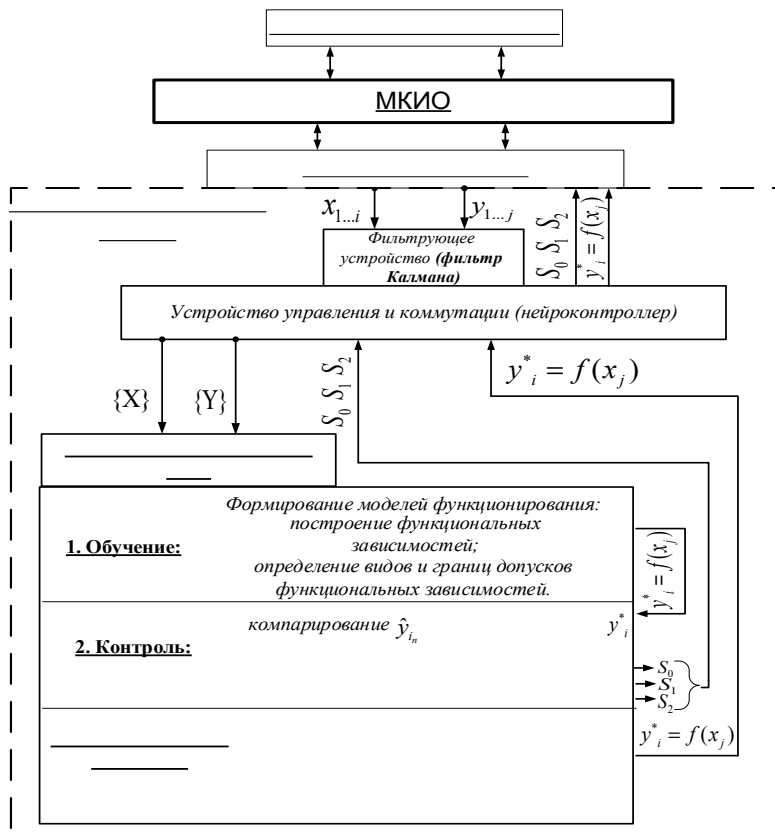 МКИО
x₁...ᵢ
y₁...ⱼ
Фильтрующее
устройство (фильтр
Калмана)
S₀ S₁ S₂
y*ᵢ = f(xⱼ)
Устройство управления и коммутации (нейроконтроллер)
{X}
{Y}
S₀ S₁ S₂
y*ᵢ = f(xⱼ)
Формирование моделей функционирования:
построение функциональных
зависимостей;
1. Обучение:
определение видов и границ допусков
функциональных зависимостей.
y*ᵢ = f(xⱼ)
компарирование ŷᵢₙ y*ᵢ
2. Контроль:
S₀
S₁
S₂
y*ᵢ = f(xⱼ)